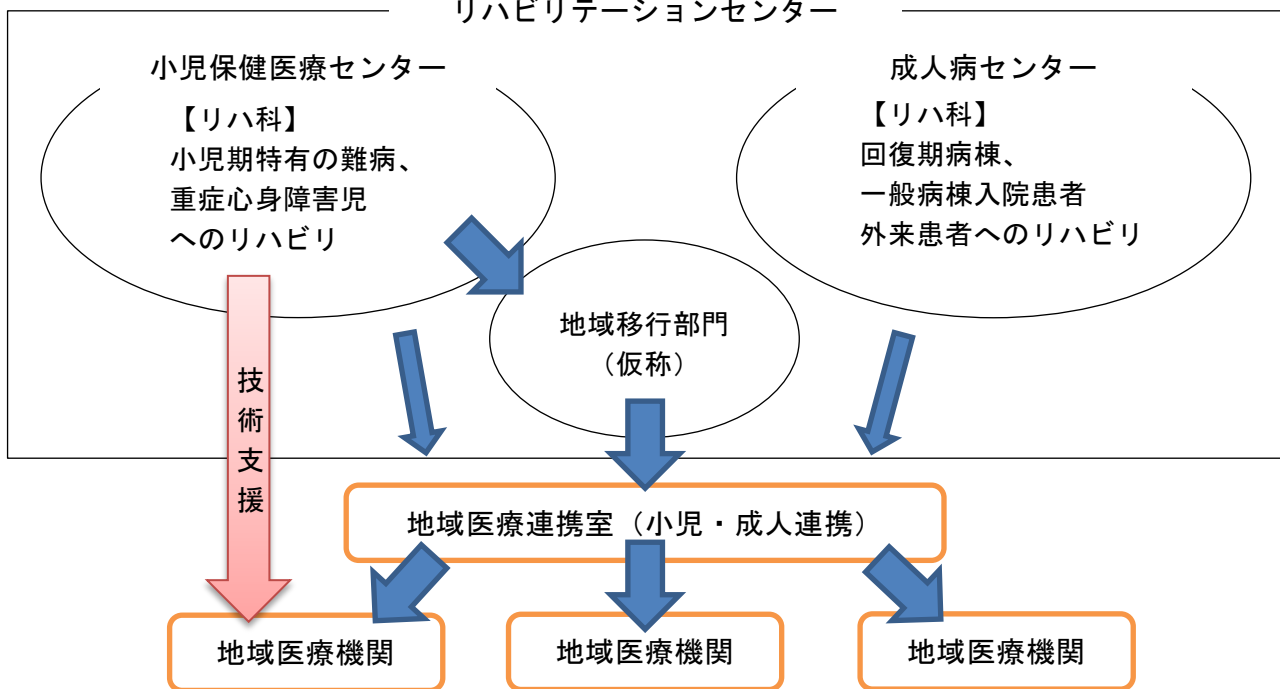 リハビリテーションセンター
小児保健医療センター
【リハ科】
小児期特有の難病、
重症心身障害児
へのリハビリ
成人病センター
【リハ科】
回復期病棟、
一般病棟入院患者
外来患者へのリハビリ
地域移行部門
（仮称）
技術支援
地域医療連携室（小児・成人連携）
地域医療機関
地域医療機関
地域医療機関